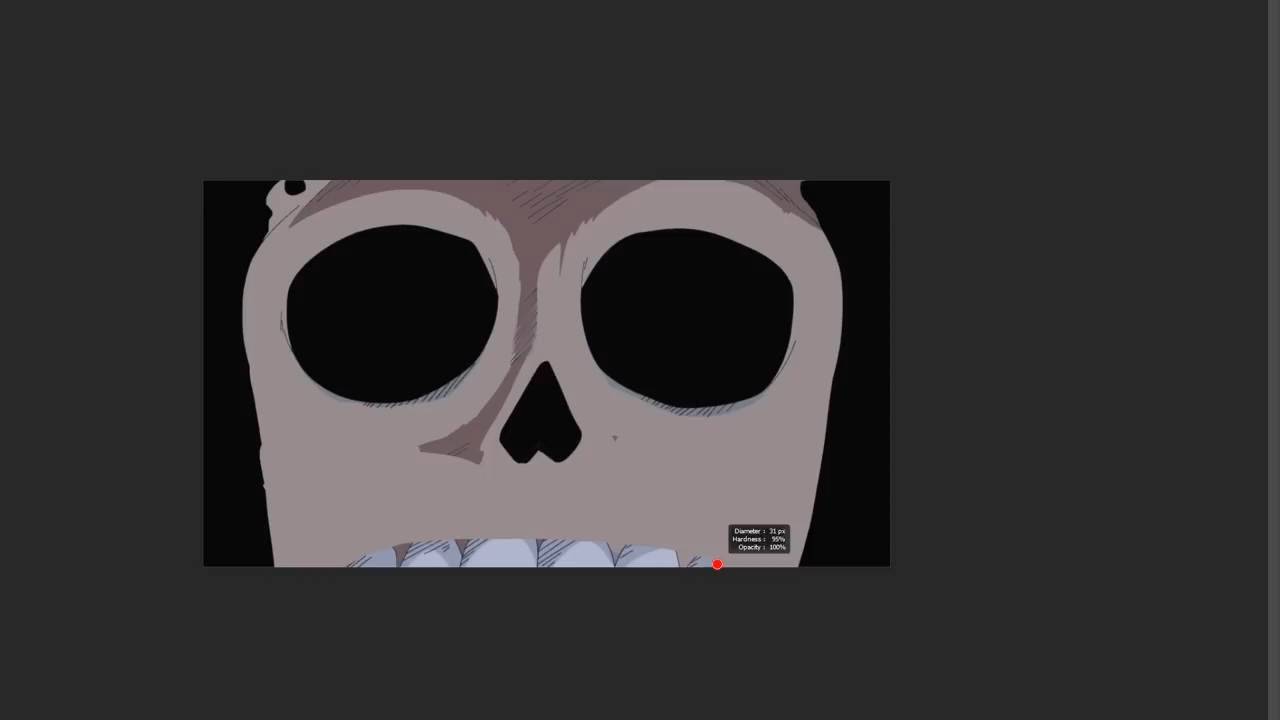 Diameter : 31 px
Hardness : 95%
Opacity : 100%